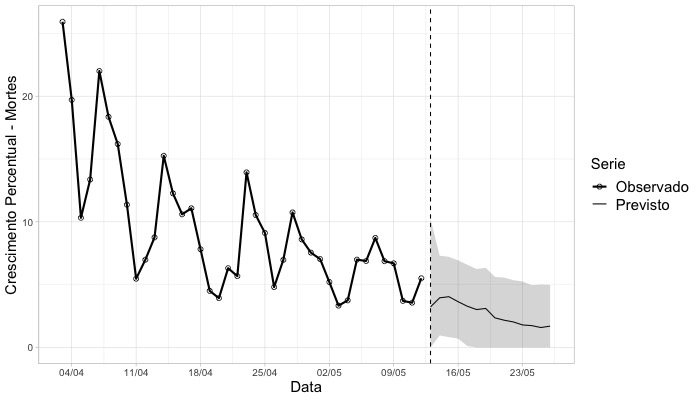 Crescimento Percentual - Mortes
20
10
0
04/04 11/04 18/04 25/04 02/05 09/05 16/05 23/05
Data
Serie
Observado
Previsto